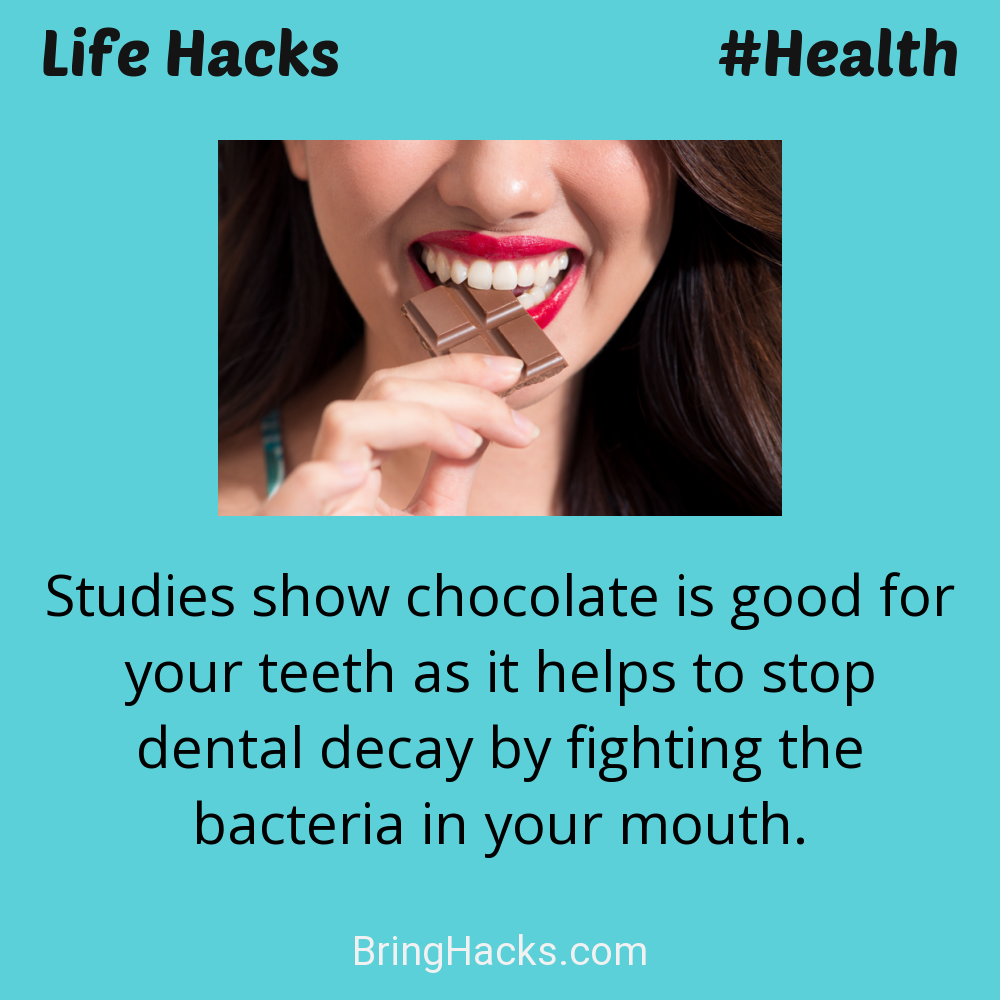 Life Hacks
#Health
Studies show chocolate is good for
your teeth as it helps to stop
dental decay by fighting the
bacteria in your mouth.
BringHacks.com